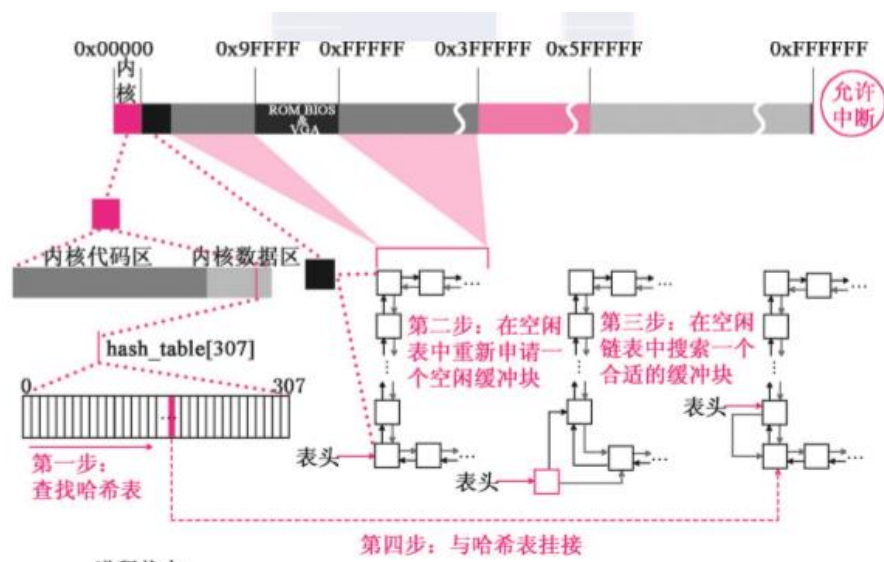 0x00000 0x9FFFF 0xFFFFF 0x3FFFFF 0x5FFFFF 0xFFFFFF
内
核
ROM BIOS
&
VGA
允许
中断
内核代码区 内核数据区
hash_table[307]
0 307
...
第一步:
查找哈希表
第二步:在空闲
表中重新申请一
个空闲缓冲块
第三步:在空闲
链表中搜索一个
合适的缓冲块
表头
表头
表头
第四步:与哈希表挂接